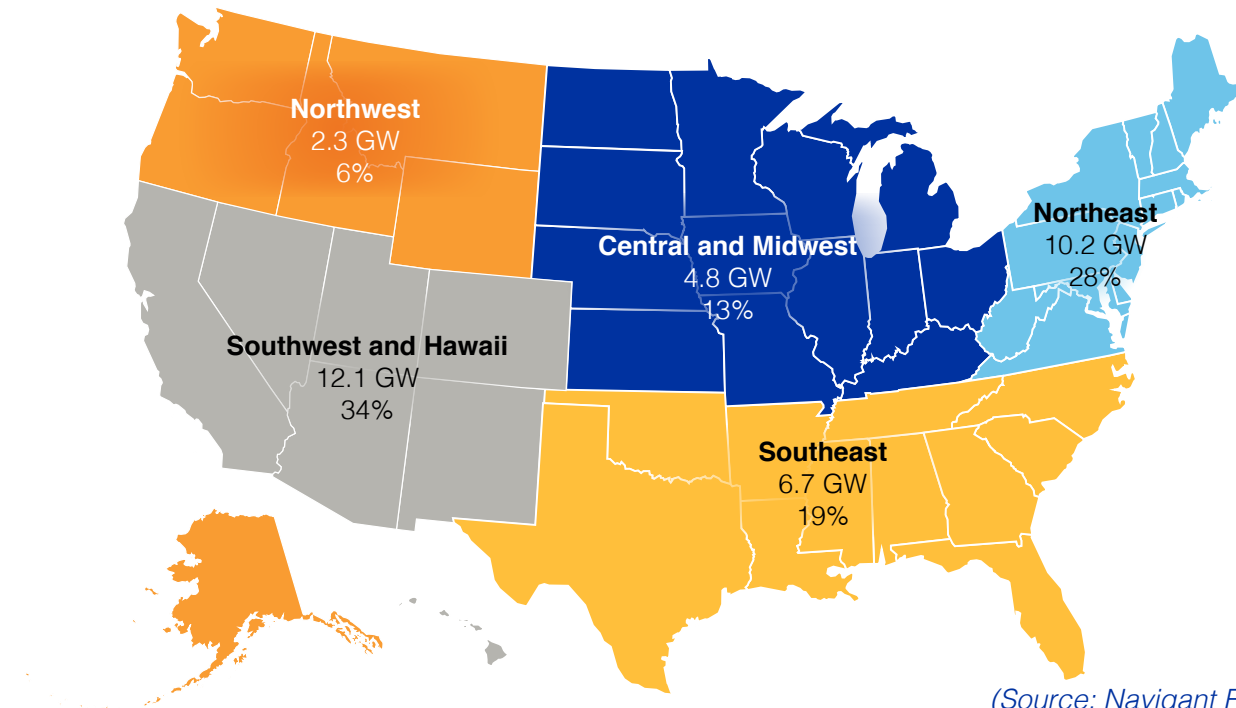 Northwest
2.3 GW
6%
Central and Midwest
4.8 GW
13%
Northeast
10.2 GW
28%
Southwest and Hawaii
12.1 GW
34%
Southeast
6.7 GW
19%
(Source: Navigant